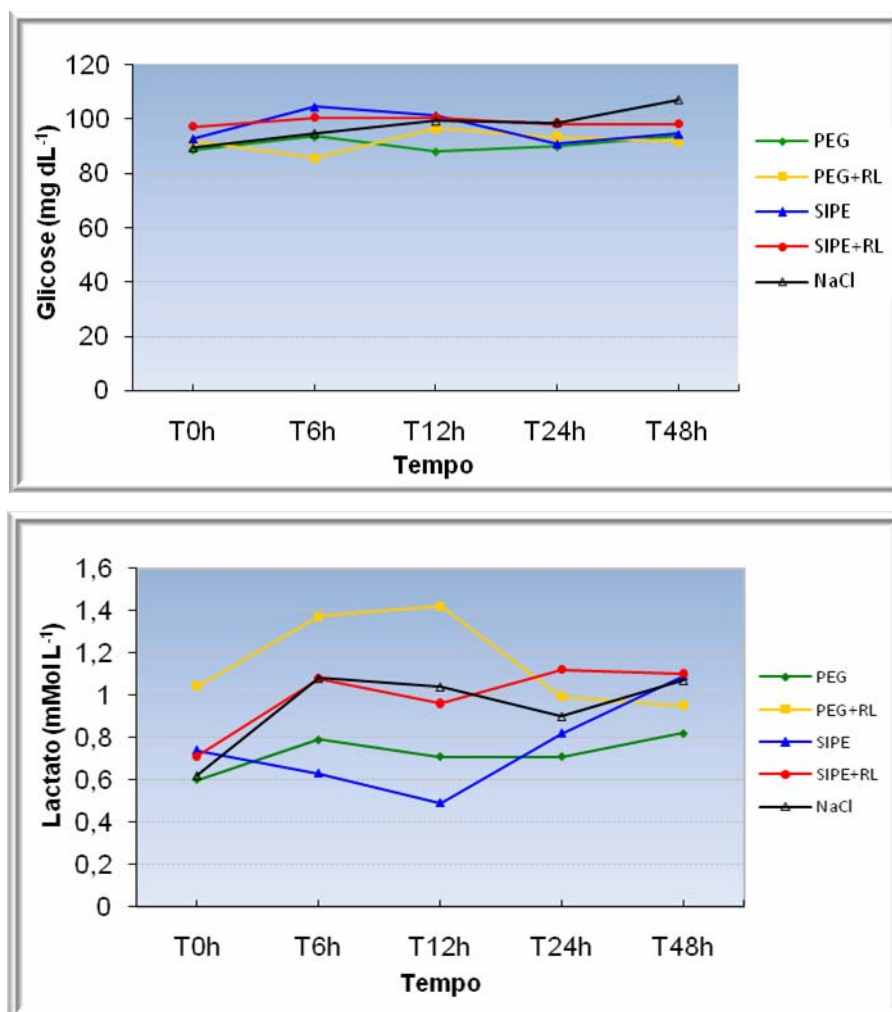 120
100
80
60
40
20
0
Glicose (mg dL⁻¹)
T0h T6h T12h T24h T48h
Tempo
PEG
PEG+RL
SIPE
SIPE+RL
NaCl
1,6
1,4
1,2
1
0,8
0,6
0,4
0,2
0
Lactato (mMol L⁻¹)
T0h T6h T12h T24h T48h
Tempo
PEG
PEG+RL
SIPE
SIPE+RL
NaCl